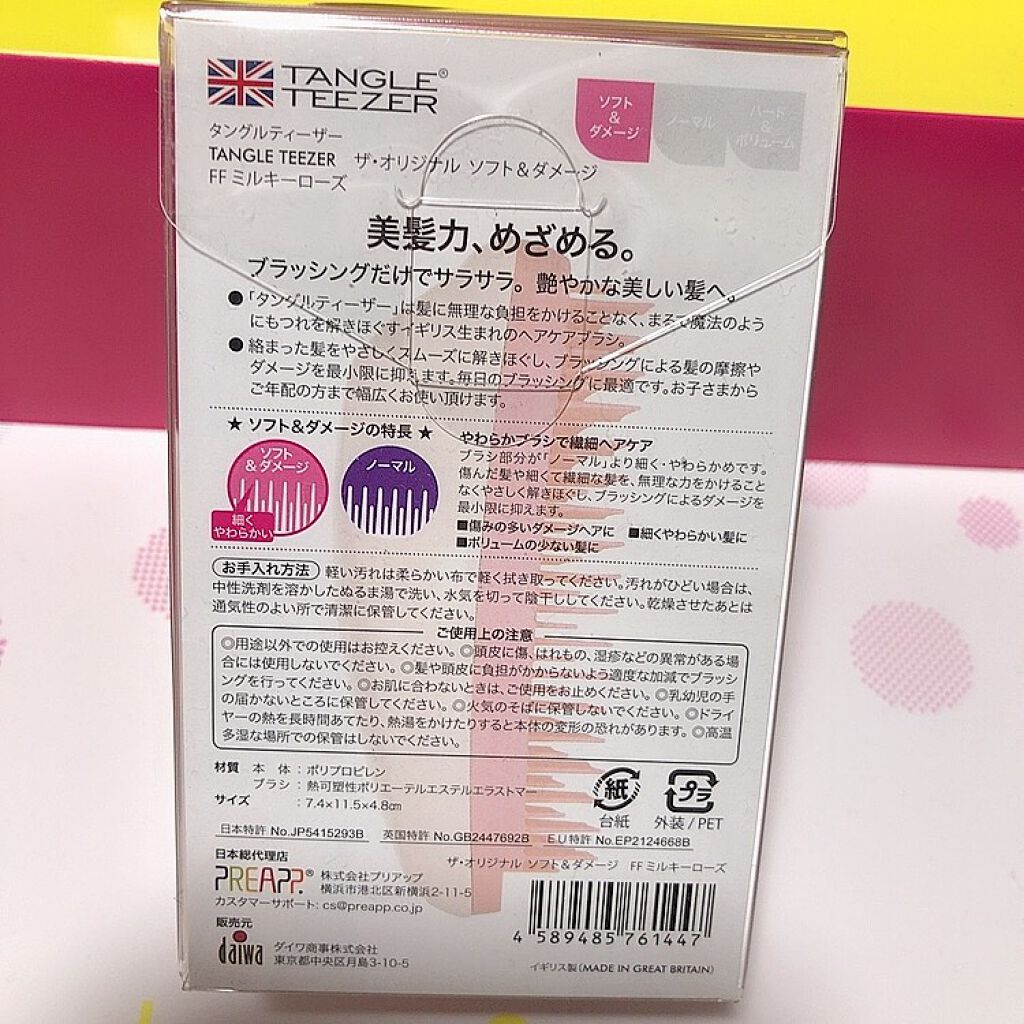 TANGLE®
TEEZER
ソフト
&
ダメージ
ノーマル
ハード
&
ボリューム
タングルティーザー
TANGLE TEEZER ザ・オリジナル ソフト&ダメージ
FFミルキーローズ
美髪力、めざめる。
ブラッシングだけでサラサラ。艶やかな美しい髪へ。
●「タングルティーザー」は髪に無理な負担をかけることなく、まるで魔法のよう
にもつれを解きほぐすイギリス生まれのヘアケアブラシ。
●絡まった髪をやさしくスムーズに解きほぐし、ブラッシングによる髪の摩擦や
ダメージを最小限に抑えます。毎日のブラッシングに最適です。お子さまから
ご年配の方まで幅広くお使い頂けます。
★ ソフト&ダメージの特長 ★
ソフト
&ダメージ
細く
やわらかい
ノーマル
やわらかブラシで繊細ヘアケア
ブラシ部分が「ノーマル」より細く・やわらかめです。
傷んだ髪や細くて繊細な髪を、無理な力をかけること
なくやさしく解きほぐし、ブラッシングによるダメージを
最小限に抑えます。
■傷みの多いダメージヘアに ■細くやわらかい髪に
■ボリュームの少ない髪に
お手入れ方法 軽い汚れは柔らかい布で軽く拭き取ってください。汚れがひどい場合は、
中性洗剤を溶かしたぬるま湯で洗い、水気を切って陰干ししてください。乾燥させたあとは
通気性のよい所で清潔に保管してください。
ご使用上の注意
◎用途以外での使用はお控えください。◎頭皮に傷、はれもの、湿疹などの異常がある場
合には使用しないでください。◎髪や頭皮に負担がかからないよう適度な加減でブラッシ
ングを行ってください。◎お肌に合わないときは、ご使用をお止めください。◎乳幼児の手
の届かないところに保管してください。◎火気のそばに保管しないでください。◎ドライ
ヤーの熱を長時間あてたり、熱湯をかけたりすると本体の変形の恐れがあります。◎高温
多湿な場所での保管はしないでください。
材質 本 体 : ポリプロピレン
ブラシ : 熱可塑性ポリエーテルエステルエラストマー
サイズ : 7.4×11.5×4.8㎝
紙
台紙
プラ
外装/PET
日本特許 No.JP5415293B 英国特許 No.GB2447692B EU特許 No.EP2124668B
ザ・オリジナル ソフト&ダメージ FFミルキーローズ
日本総代理店
PREAPP.® 株式会社プリアップ
横浜市港北区新横浜2-11-5
カスタマーサポート: cs@preapp.co.jp
販売元
daiwa ダイワ商事株式会社
東京都中央区月島3-10-5
4 589485 761447
イギリス製(MADE IN GREAT BRITAIN)